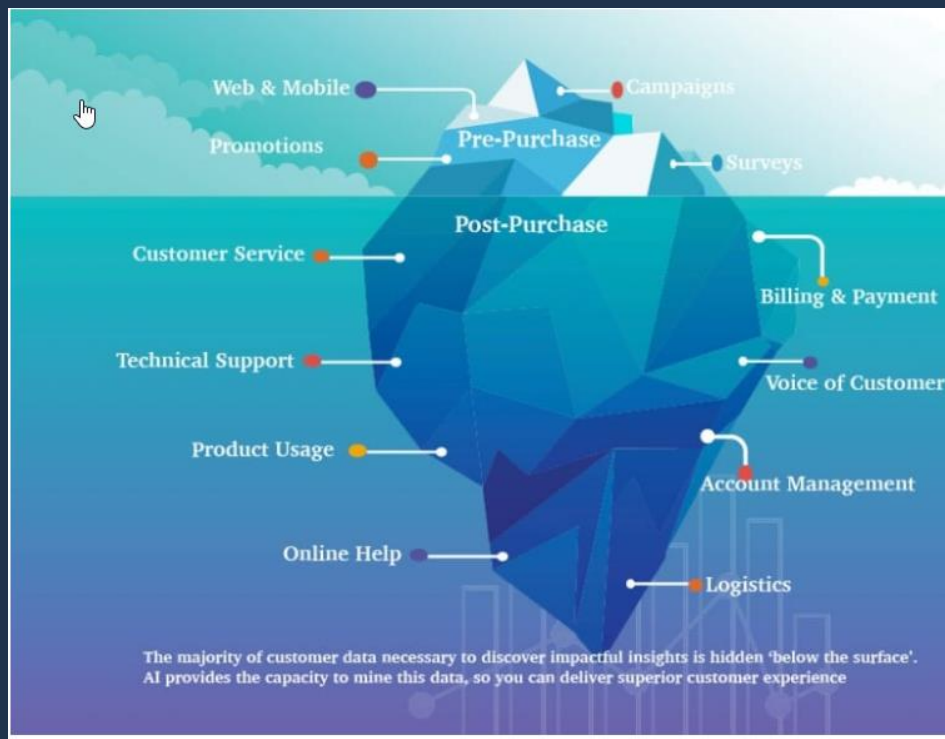 Web & Mobile
Campaigns
Pre-Purchase
Promotions
Surveys
Post-Purchase
Customer Service
Billing & Payment
Technical Support
Voice of Customer
Product Usage
Account Management
Online Help
Logistics
The majority of customer data necessary to discover impactful insights is hidden ‘below the surface’.
AI provides the capacity to mine this data, so you can deliver superior customer experience